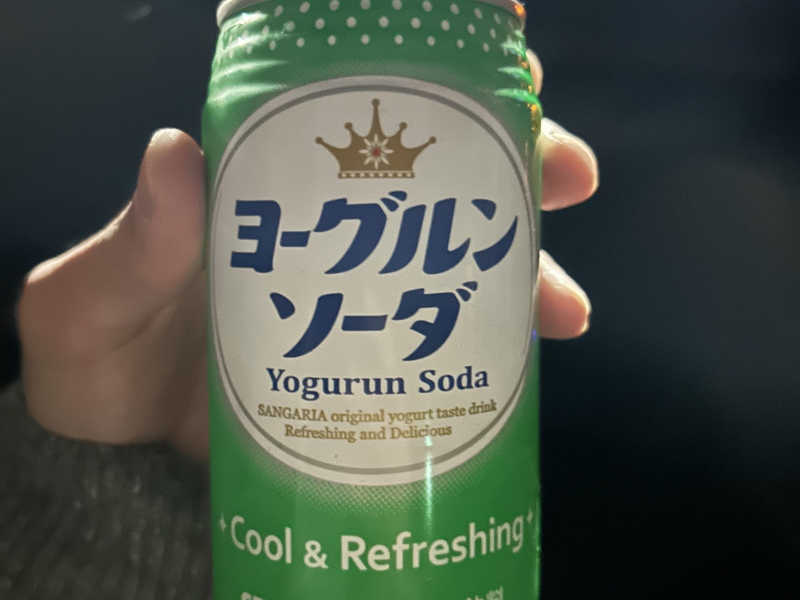 ヨーグルン
ソーダ
Yogurun Soda
SANGARIA original yogurt taste drink
Refreshing and Delicious
Cool & Refreshing